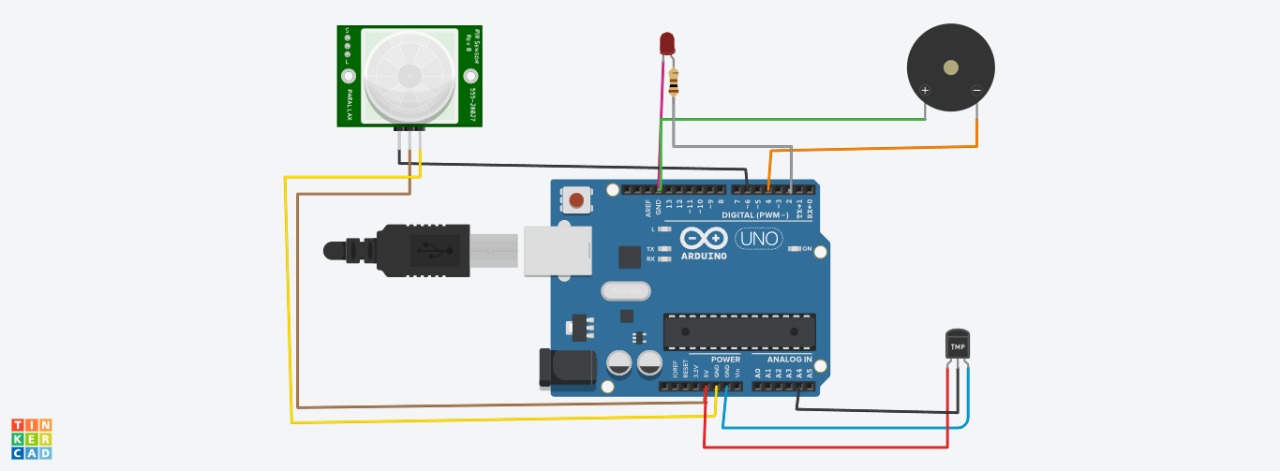 PIR Sensor
Rev B
555-28027
PARALLAX
+
−
AREF
GND
13
12
~11
~10
~9
8
7
~6
~5
4
~3
2
TX→1
RX←0
DIGITAL (PWM~)
L
TX
RX
ARDUINO
UNO
ON
POWER
ANALOG IN
IOREF
RESET
3.3V
5V
GND
GND
Vin
A0
A1
A2
A3
A4
A5
TMP
TIN
KER
CAD